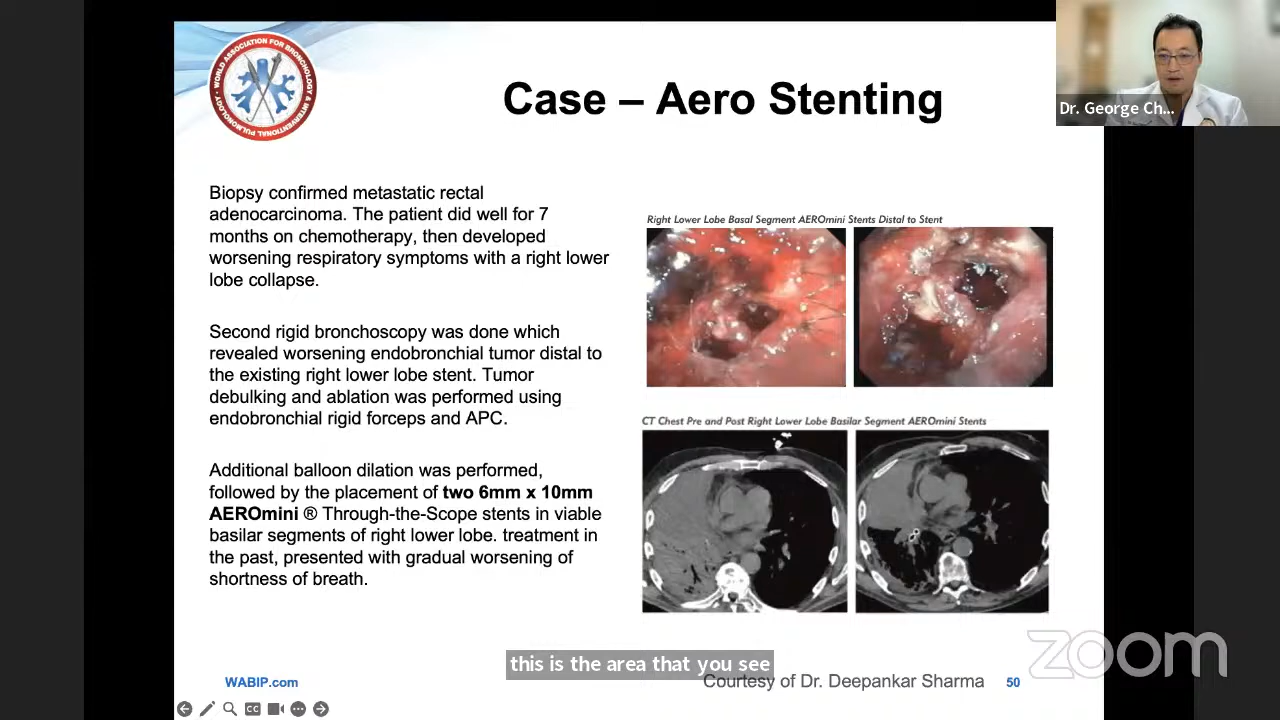 WORLD ASSOCIATION FOR BRONCHOLOGY & INTERVENTIONAL PULMONOLOGY
Case – Aero Stenting
Dr. George Ch...
Biopsy confirmed metastatic rectal
adenocarcinoma. The patient did well for 7
months on chemotherapy, then developed
worsening respiratory symptoms with a right lower
lobe collapse.
Second rigid bronchoscopy was done which
revealed worsening endobronchial tumor distal to
the existing right lower lobe stent. Tumor
debulking and ablation was performed using
endobronchial rigid forceps and APC.
Additional balloon dilation was performed,
followed by the placement of two 6mm x 10mm
AEROmini ® Through-the-Scope stents in viable
basilar segments of right lower lobe. treatment in
the past, presented with gradual worsening of
shortness of breath.
Right Lower Lobe Basal Segment AEROmini Stents Distal to Stent
CT Chest Pre and Post Right Lower Lobe Basilar Segment AEROmini Stents
this is the area that you see
WABIP.com
Courtesy of Dr. Deepankar Sharma
50
zoom
CC